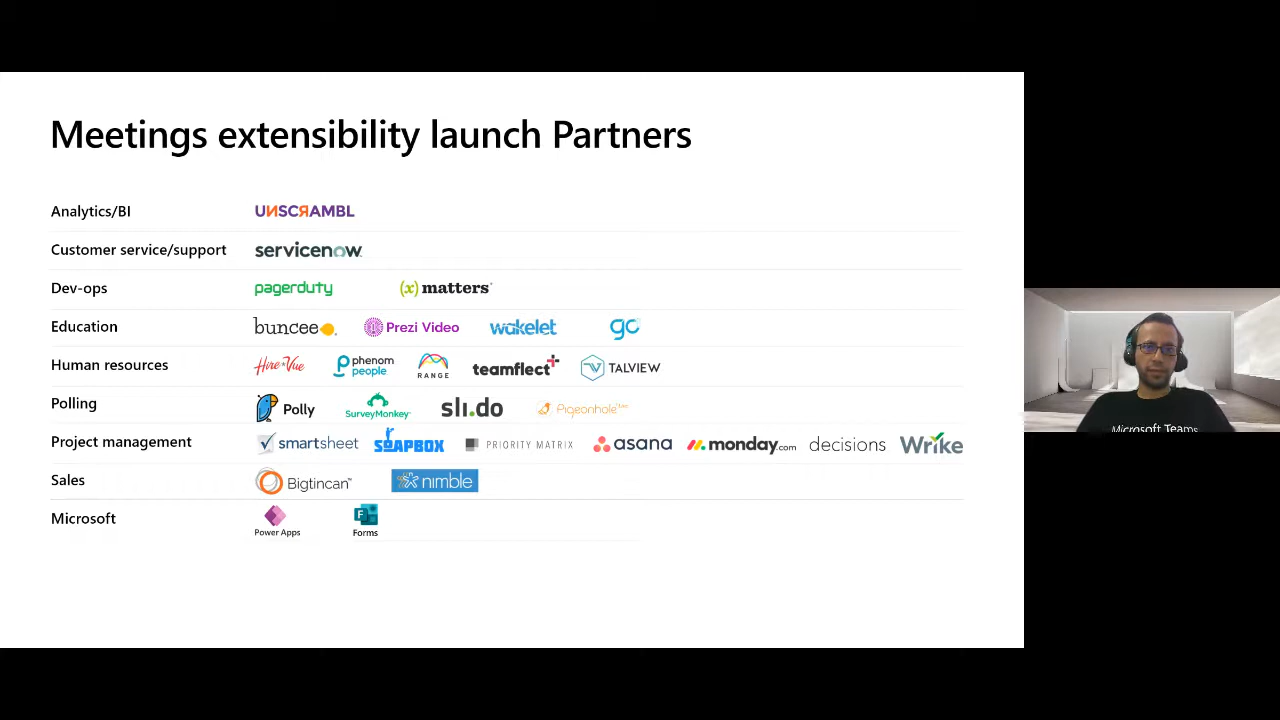 Meetings extensibility launch Partners
Analytics/BI UNSCRAMBL
Customer service/support servicenow
Dev-ops pagerduty (x) matters
Education buncee Prezi Video wakelet go
Human resources HireVue phenom people RANGE teamflect TALVIEW
Polling Polly SurveyMonkey sli.do Pigeonhole
Project management smartsheet SOAPBOX PRIORITY MATRIX asana monday.com decisions Wrike
Sales Bigtincan nimble
Microsoft Power Apps Forms
Microsoft Teams